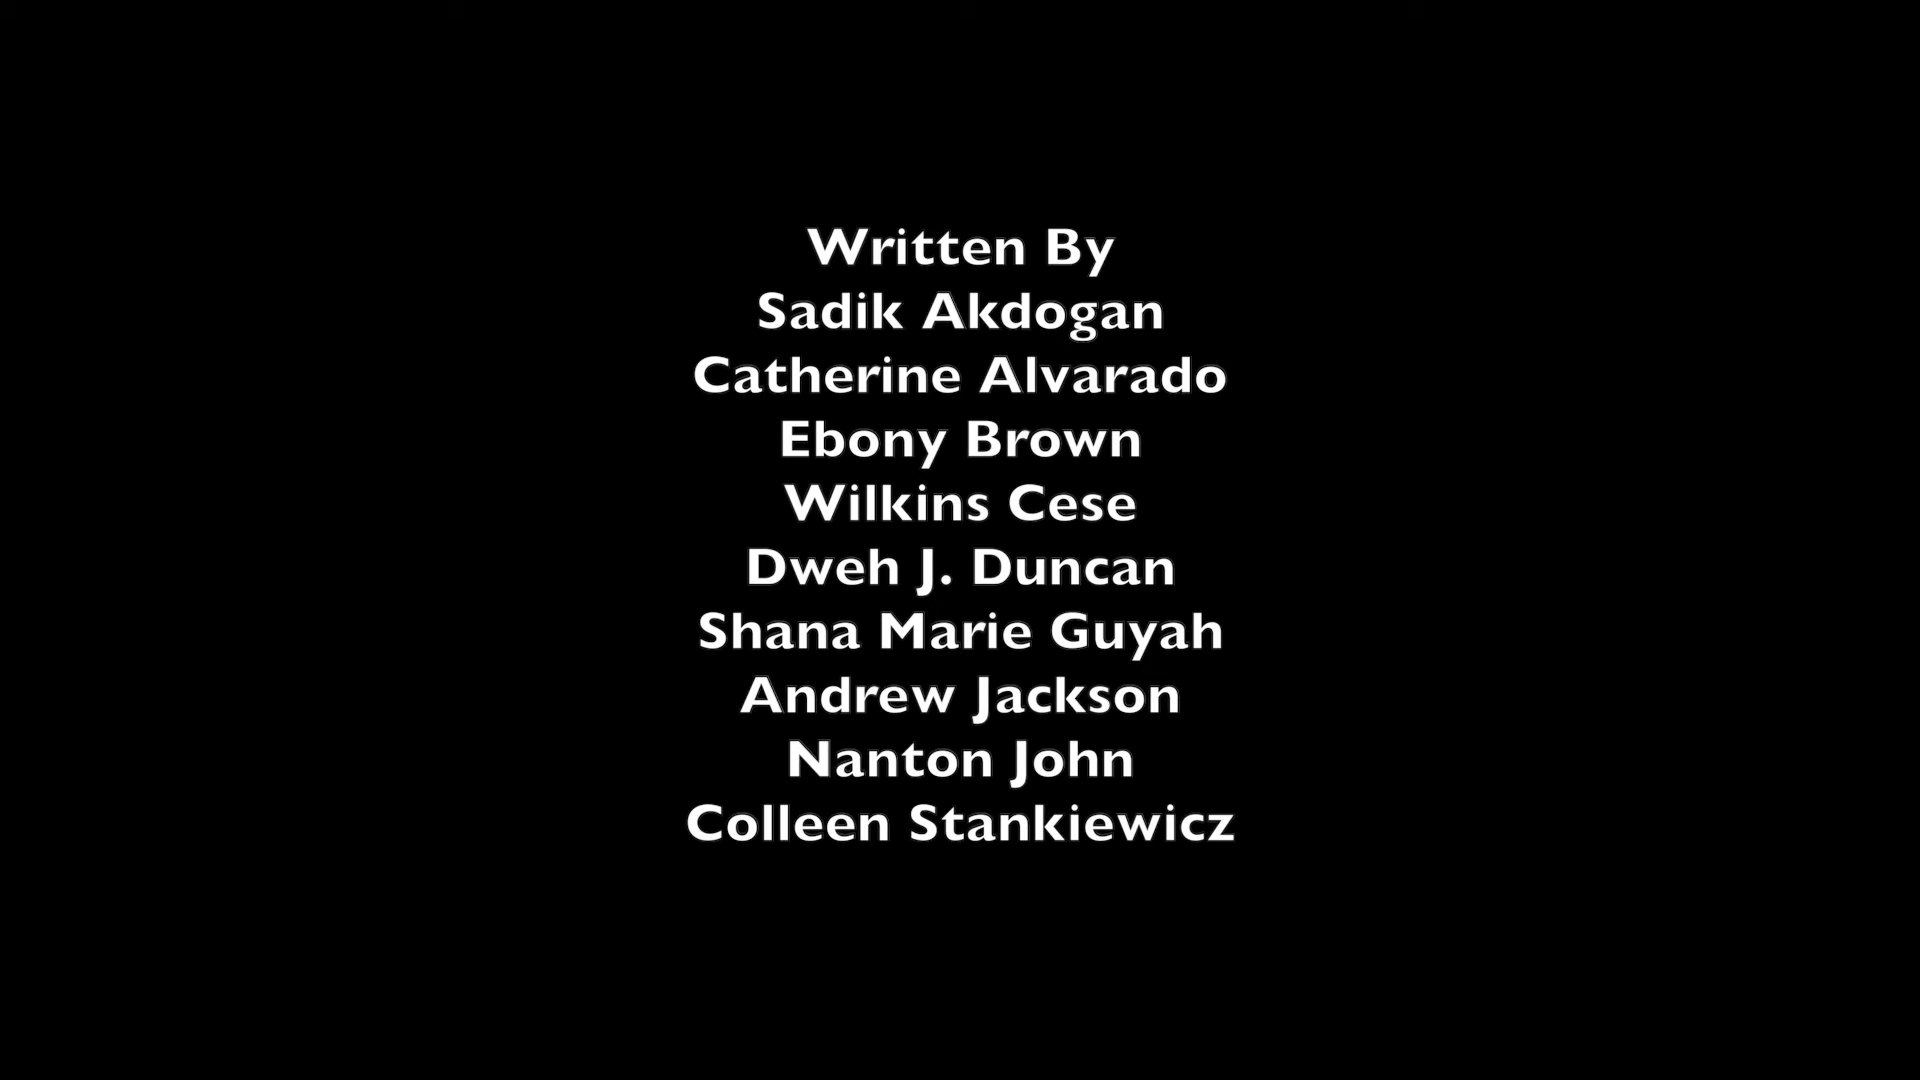 Written By
Sadik Akdogan
Catherine Alvarado
Ebony Brown
Wilkins Cese
Dweh J. Duncan
Shana Marie Guyah
Andrew Jackson
Nanton John
Colleen Stankiewicz